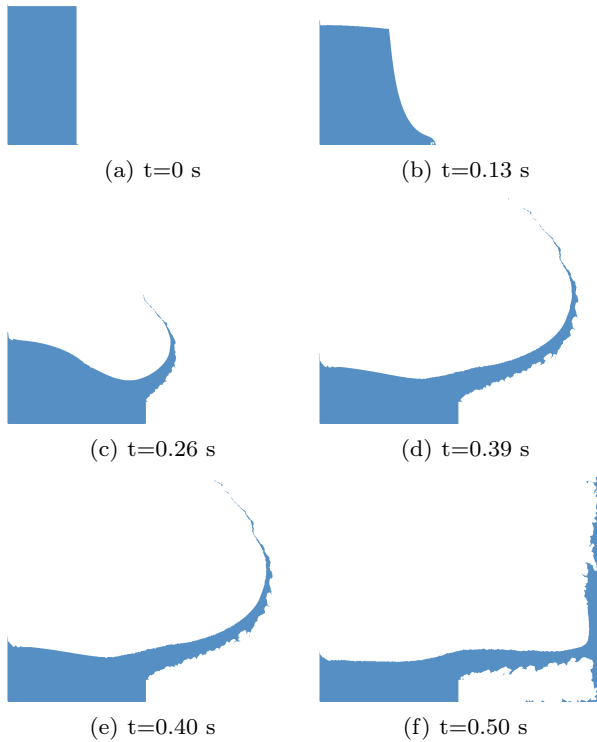 (a) t=0 s
(b) t=0.13 s
(c) t=0.26 s
(d) t=0.39 s
(e) t=0.40 s
(f) t=0.50 s